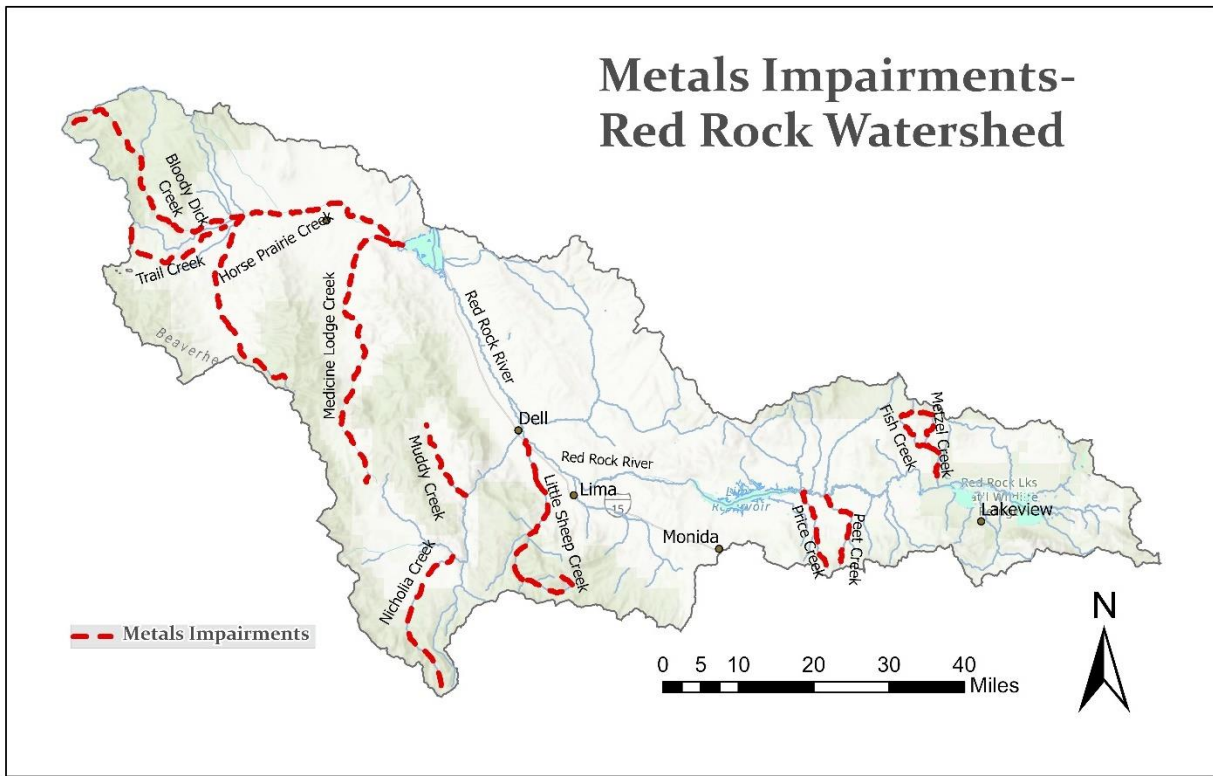 Metals Impairments-
Red Rock Watershed
Bloody Dick
Creek
Trail Creek
Horse Prairie Creek
Beaverhe
Medicine Lodge Creek
Red Rock River
Dell
Muddy Creek
Red Rock River
Lima
15
Little Sheep Creek
Monida
Nicholia Creek
Reservoir
Price Creek
Peet Creek
Fish Creek
Metzel Creek
Red Rock Lks
Lakeview
Metals Impairments
0 5 10 20 30 40
Miles
N